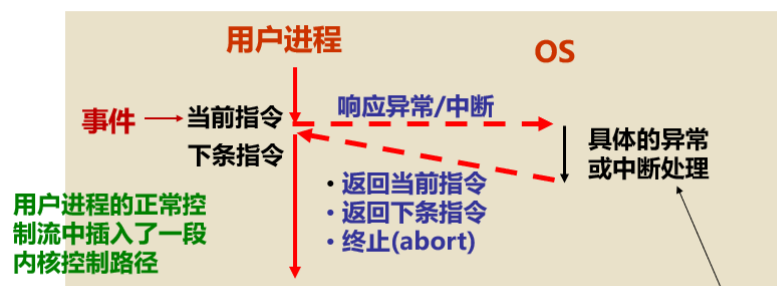 用户进程
OS
事件
当前指令
响应异常/中断
下条指令
具体的异常
或中断处理
• 返回当前指令
• 返回下条指令
• 终止(abort)
用户进程的正常控
制流中插入了一段
内核控制路径